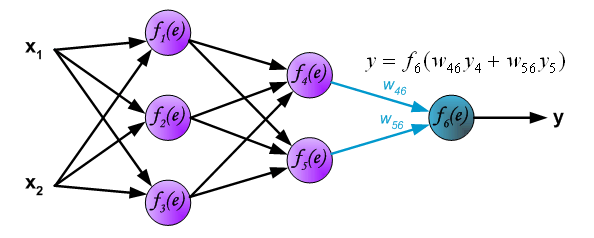 x1
x2
f1(e)
f2(e)
f3(e)
f4(e)
f5(e)
y = f6(w46y4 + w56y5)
w46
w56
f6(e)
y